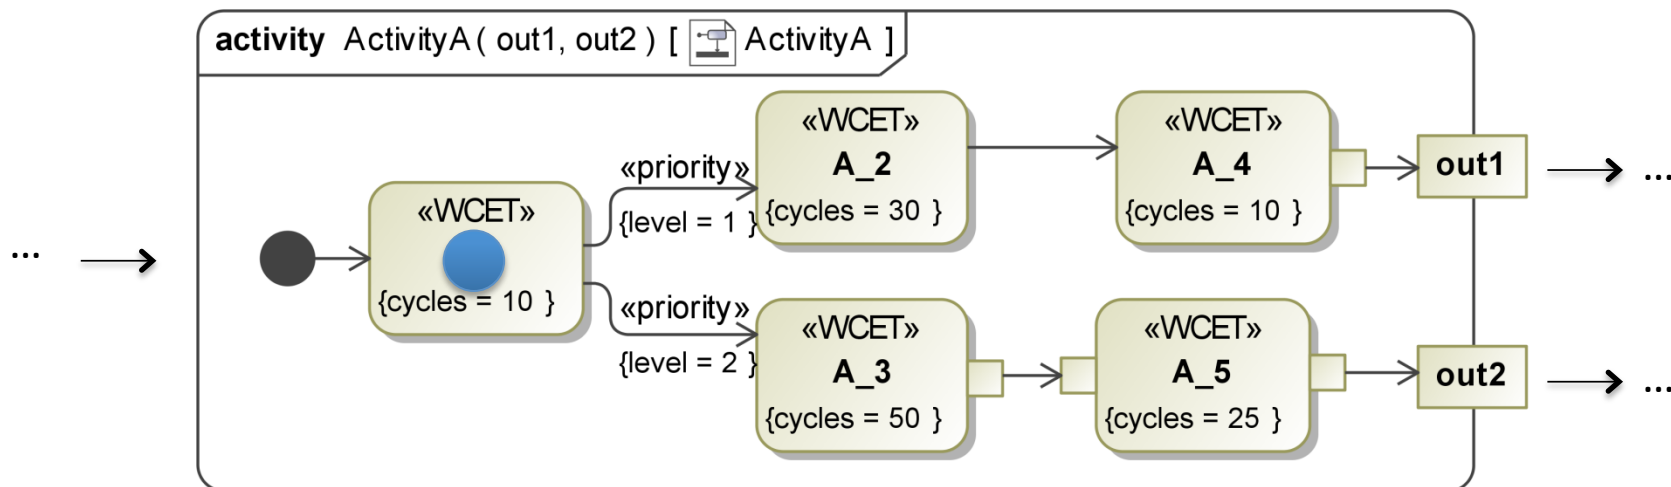 activity ActivityA ( out1, out2 ) [ ActivityA ]
«WCET»
A_2
{cycles = 30 }
«WCET»
A_4
{cycles = 10 }
out1
...
«priority»
{level = 1 }
«WCET»
{cycles = 10 }
...
«priority»
{level = 2 }
«WCET»
A_3
{cycles = 50 }
«WCET»
A_5
{cycles = 25 }
out2
...